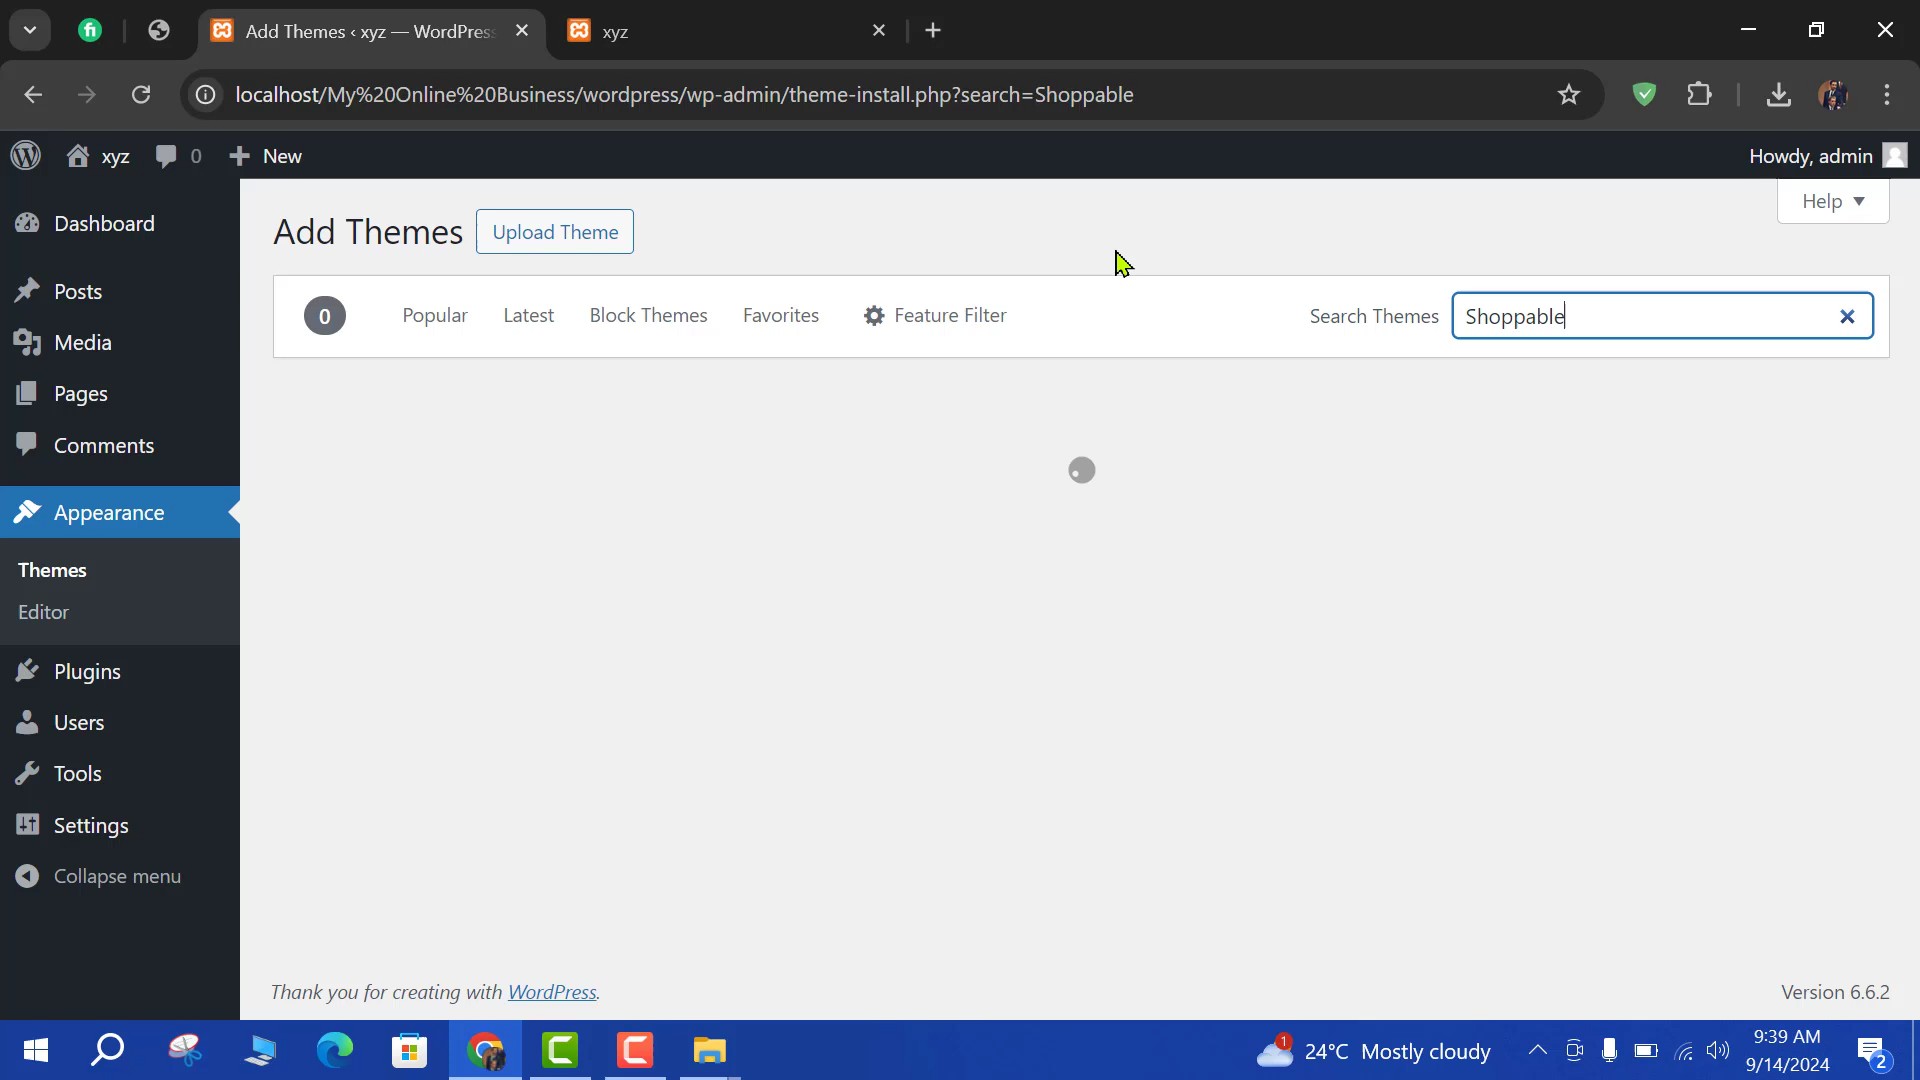 Add Themes ‹ xyz — WordPres
xyz
localhost/My%20Online%20Business/wordpress/wp-admin/theme-install.php?search=Shoppable
xyz
0
New
Howdy, admin
Help
Dashboard
Posts
Media
Pages
Comments
Appearance
Themes
Editor
Plugins
Users
Tools
Settings
Collapse menu
Add Themes
Upload Theme
0
Popular
Latest
Block Themes
Favorites
Feature Filter
Search Themes
Shoppable
Thank you for creating with WordPress.
Version 6.6.2
1
24°C Mostly cloudy
9:39 AM
9/14/2024
2